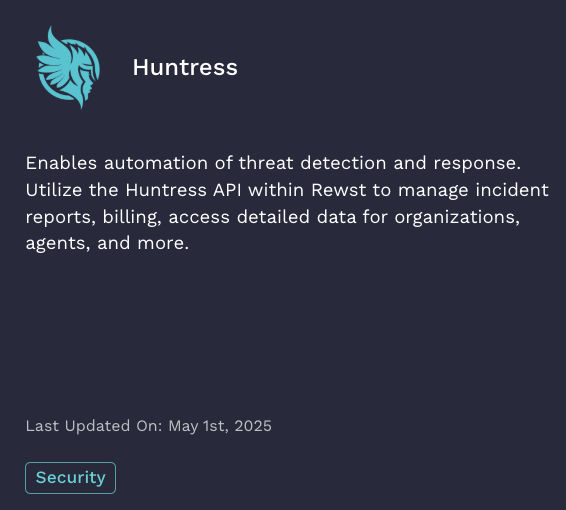 Huntress
Enables automation of threat detection and response.
Utilize the Huntress API within Rewst to manage incident
reports, billing, access detailed data for organizations,
agents, and more.
Last Updated On: May 1st, 2025
Security